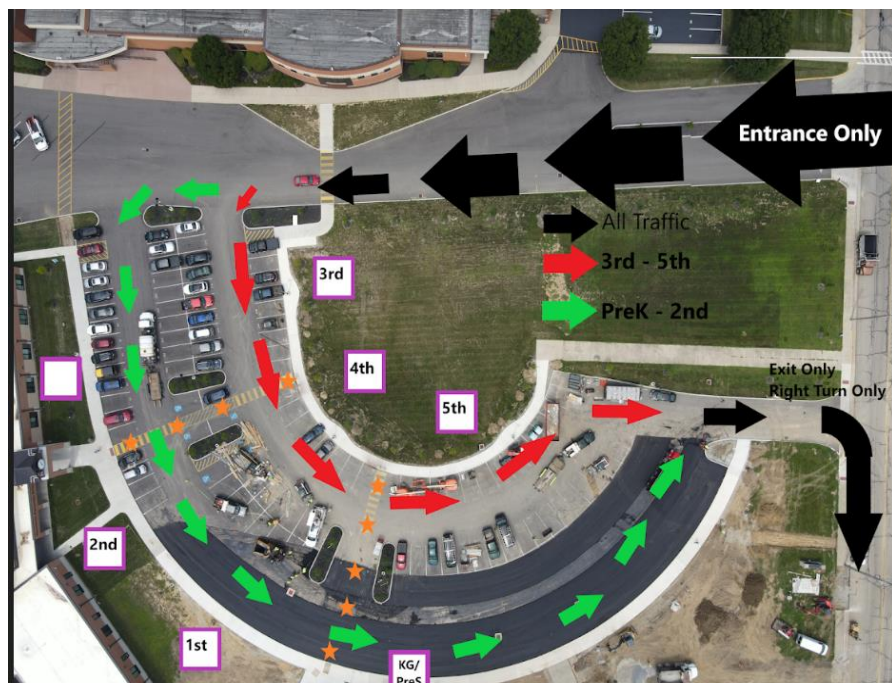 Entrance Only
All Traffic
3rd - 5th
PreK - 2nd
3rd
4th
5th
Exit Only
Right Turn Only
2nd
1st
KG/
PreS